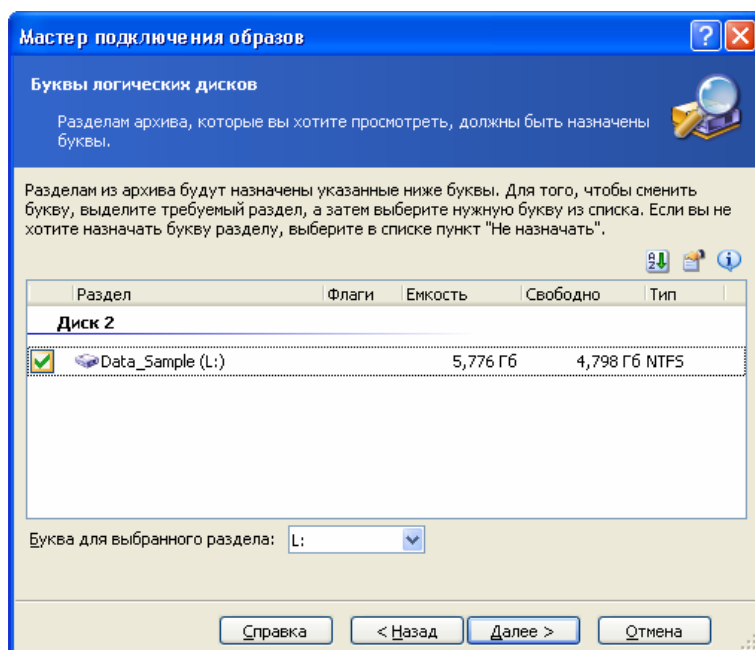 Мастер подключения образов
Буквы логических дисков
Разделам архива, которые вы хотите просмотреть, должны быть назначены
буквы.
Разделам из архива будут назначены указанные ниже буквы. Для того, чтобы сменить
букву, выделите требуемый раздел, а затем выберите нужную букву из списка. Если вы не
хотите назначать букву разделу, выберите в списке пункт "Не назначать".
Раздел Флаги Емкость Свободно Тип
Диск 2
Data_Sample (L:) 5,776 Гб 4,798 Гб NTFS
Буква для выбранного раздела: L:
Справка < Назад Далее > Отмена